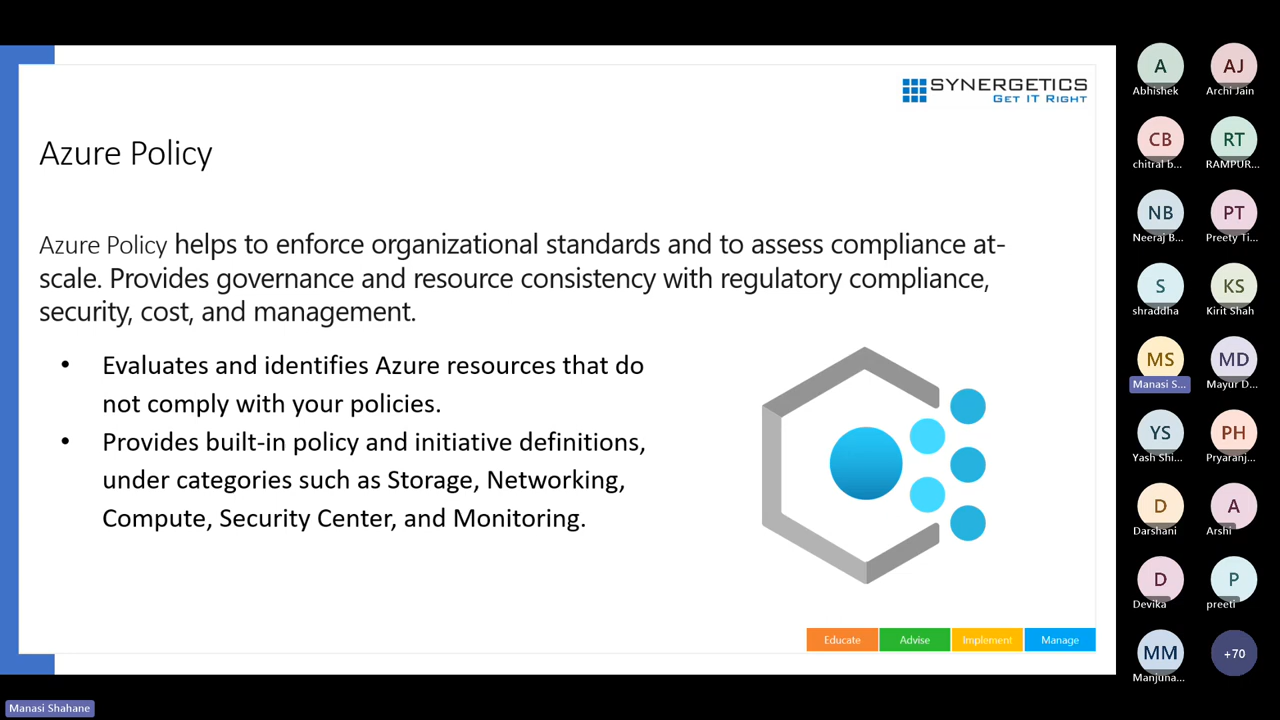 SYNERGETICS
GET IT RIGHT
Azure Policy
Azure Policy helps to enforce organizational standards and to assess compliance at-
scale. Provides governance and resource consistency with regulatory compliance,
security, cost, and management.
• Evaluates and identifies Azure resources that do
not comply with your policies.
• Provides built-in policy and initiative definitions,
under categories such as Storage, Networking,
Compute, Security Center, and Monitoring.
Educate Advise Implement Manage
A AJ
Abhishek Archi Jain
CB RT
chitral b... RAMPUR...
NB PT
Neeraj B... Preety Ti...
S KS
shraddha Kirit Shah
MS MD
Manasi S... Mayur D...
YS PH
Yash Shi... Pryaranj...
D A
Darshani Arshi
D P
Devika preeti
MM +70
Manjuna...
Manasi Shahane